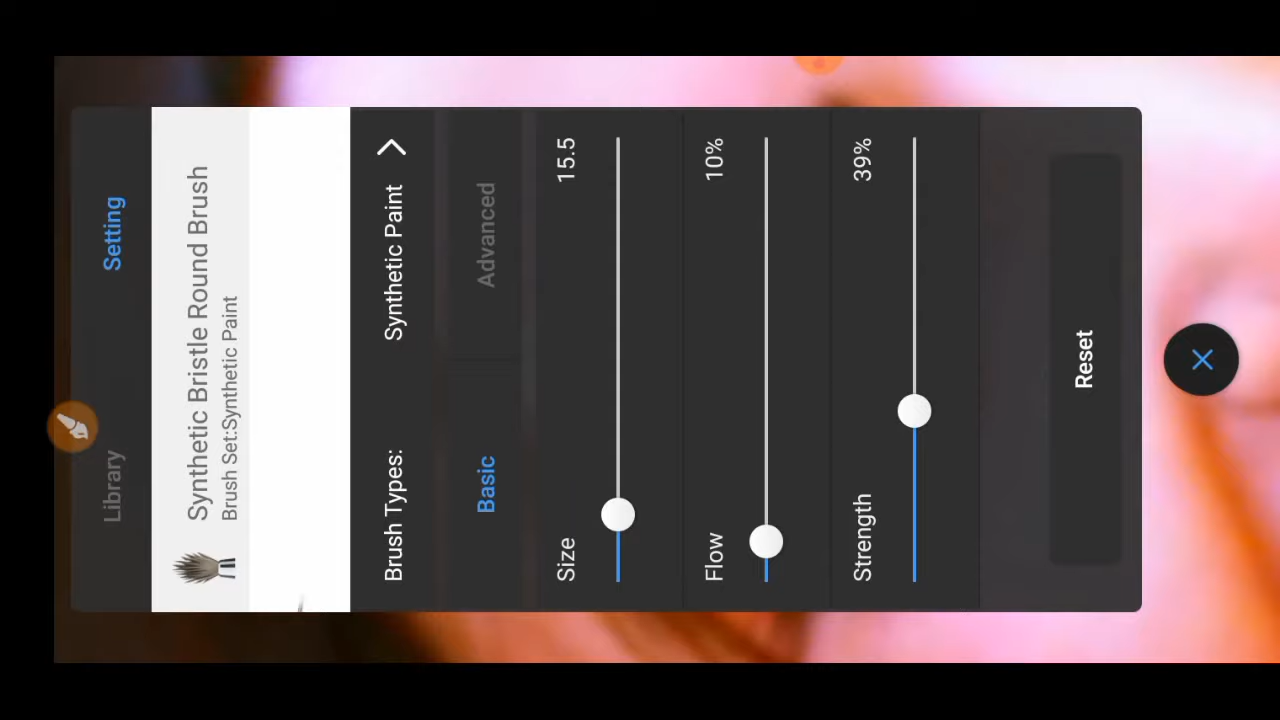 Library Setting
Synthetic Bristle Round Brush
Brush Set:Synthetic Paint
Brush Types: Synthetic Paint
Basic Advanced
Size 15.5
Flow 10%
Strength 39%
Reset